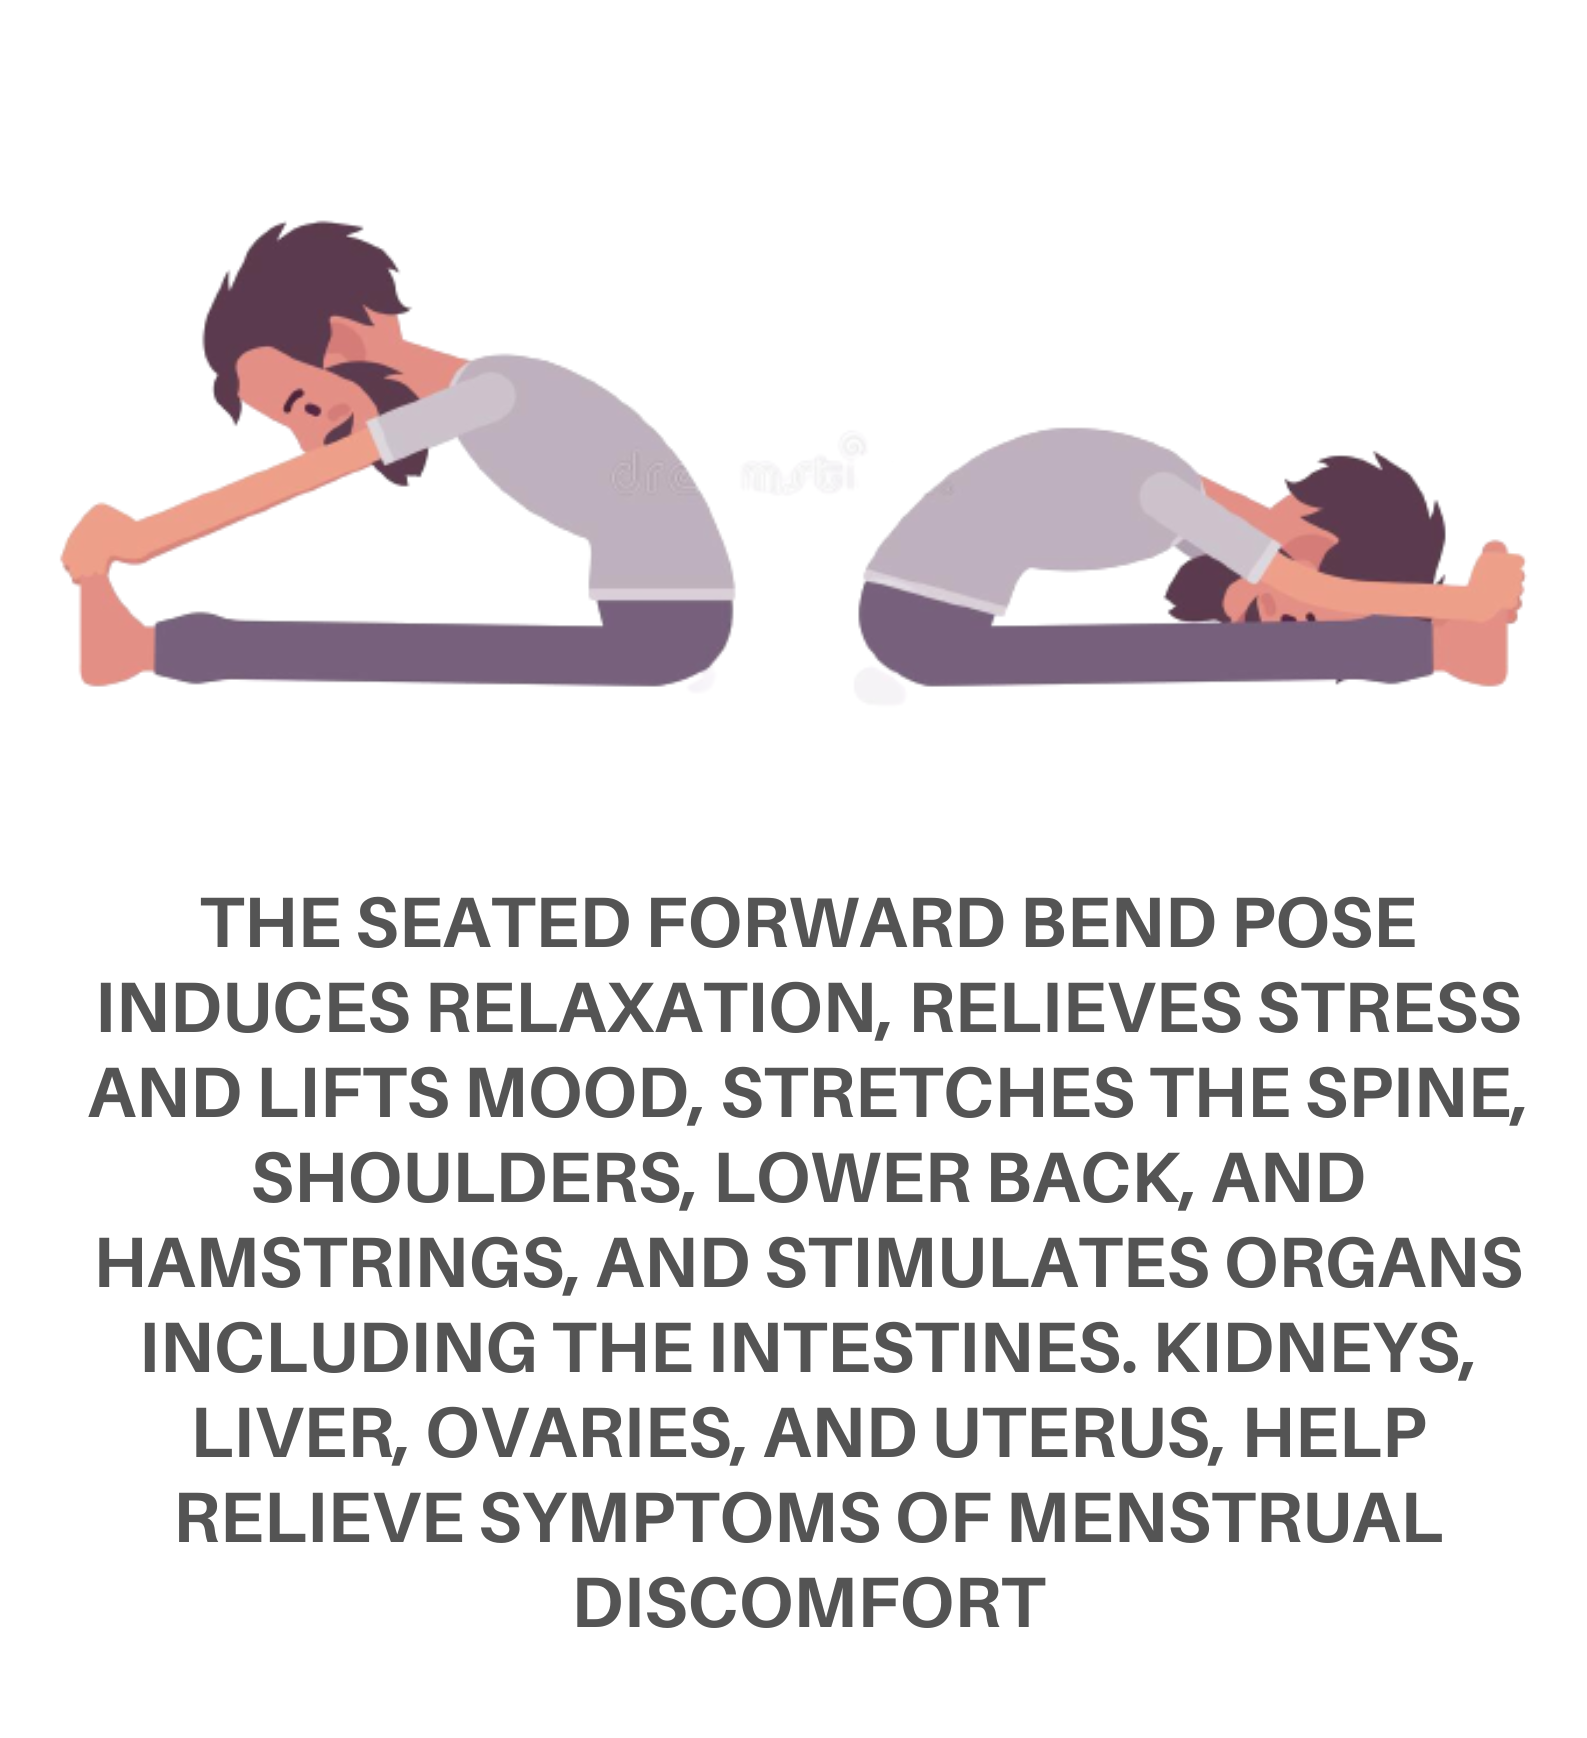 THE SEATED FORWARD BEND POSE
INDUCES RELAXATION, RELIEVES STRESS
AND LIFTS MOOD, STRETCHES THE SPINE,
SHOULDERS, LOWER BACK, AND
HAMSTRINGS, AND STIMULATES ORGANS
INCLUDING THE INTESTINES. KIDNEYS,
LIVER, OVARIES, AND UTERUS, HELP
RELIEVE SYMPTOMS OF MENSTRUAL
DISCOMFORT